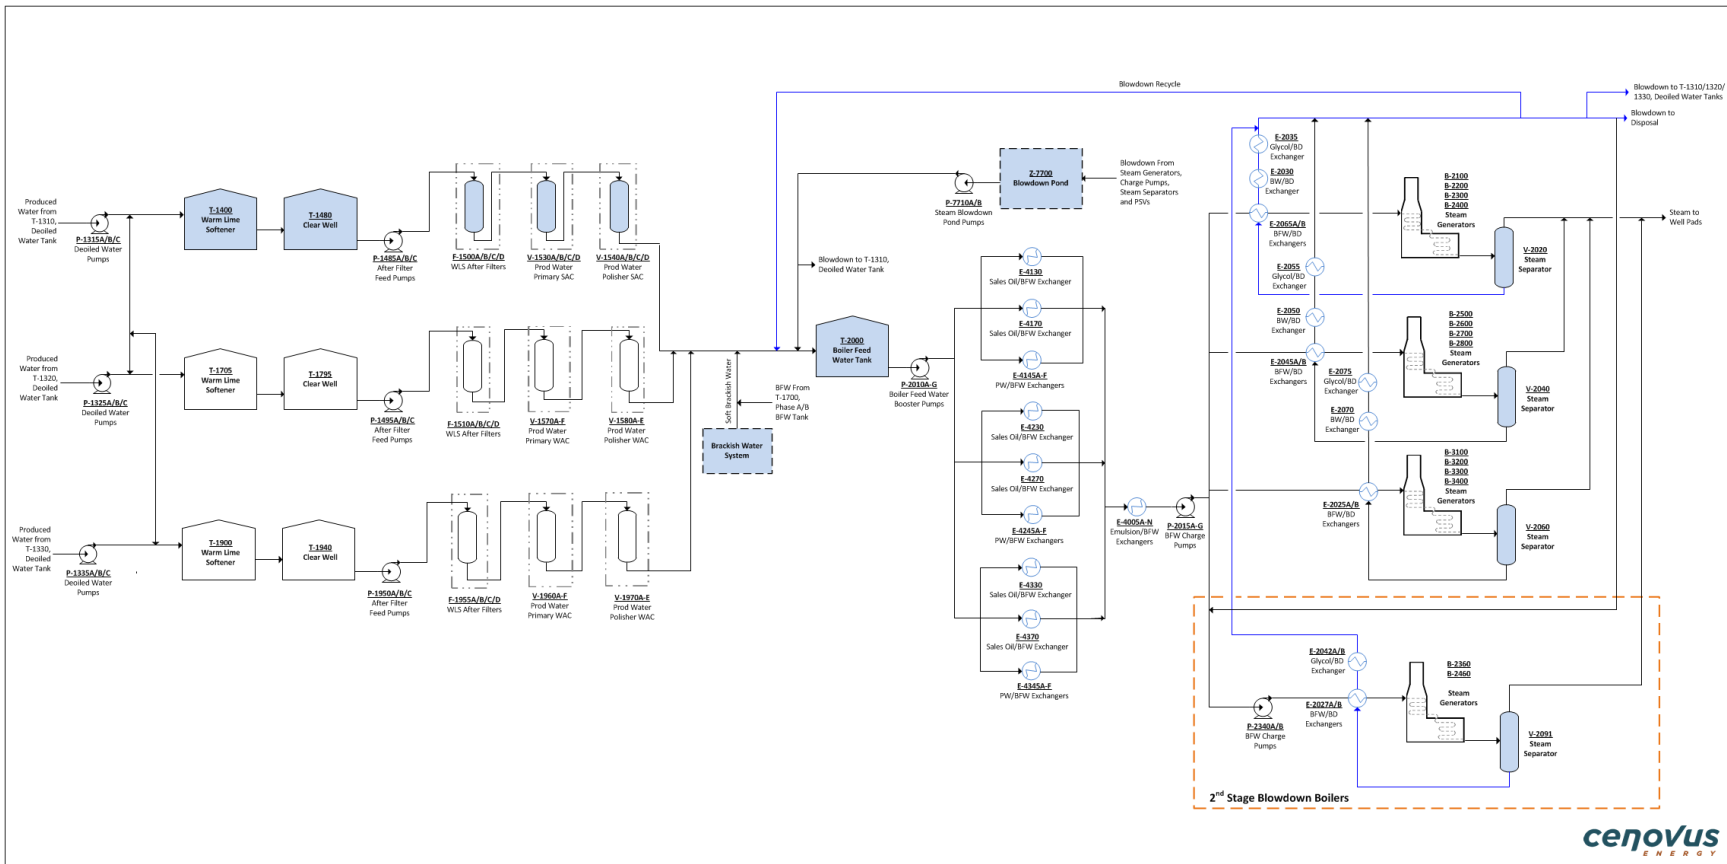 Produced
Water from
T-1310,
Deoiled
Water Tank
P-1315A/B/C
Deoiled Water
Pumps
T-1400
Warm Lime
Softener
T-1480
Clear Well
P-1485A/B/C
After Filter
Feed Pumps
F-1500A/B/C/D
WLS After Filters
V-1530A/B/C/D
Prod Water
Primary SAC
V-1540A/B/C/D
Prod Water
Polisher SAC
Produced
Water from
T-1320,
Deoiled
Water Tank
P-1325A/B/C
Deoiled Water
Pumps
T-1705
Warm Lime
Softener
T-1795
Clear Well
P-1495A/B/C
After Filter
Feed Pumps
F-1510A/B/C/D
WLS After Filters
V-1570A-F
Prod Water
Primary WAC
V-1580A-E
Prod Water
Polisher WAC
Produced
Water from
T-1330,
Deoiled
Water Tank
P-1335A/B/C
Deoiled Water
Pumps
T-1900
Warm Lime
Softener
T-1940
Clear Well
P-1950A/B/C
After Filter
Feed Pumps
F-1955A/B/C/D
WLS After Filters
V-1960A-F
Prod Water
Primary WAC
V-1970A-E
Prod Water
Polisher WAC
Soft Brackish Water
Brackish Water
System
BFW From
T-1700,
Phase A/B
BFW Tank
Blowdown to T-1310,
Deoiled Water Tank
T-2000
Boiler Feed
Water Tank
P-2010A-G
Boiler Feed Water
Booster Pumps
Blowdown Recycle
P-7710A/B
Steam Blowdown
Pond Pumps
Z-7700
Blowdown Pond
Blowdown From
Steam Generators,
Charge Pumps,
Steam Separators
and PSVs
E-4130
Sales Oil/BFW Exchanger
E-4170
Sales Oil/BFW Exchanger
E-4145A-F
PW/BFW Exchangers
E-4230
Sales Oil/BFW Exchanger
E-4270
Sales Oil/BFW Exchanger
E-4245A-F
PW/BFW Exchangers
E-4330
Sales Oil/BFW Exchanger
E-4370
Sales Oil/BFW Exchanger
E-4345A-F
PW/BFW Exchangers
E-4005A-N
Emulsion/BFW
Exchangers
P-2015A-G
BFW Charge
Pumps
Blowdown to T-1310/1320/
1330, Deoiled Water Tanks
Blowdown to
Disposal
E-2035
Glycol/BD
Exchanger
E-2030
BW/BD
Exchanger
E-2065A/B
BFW/BD
Exchangers
E-2055
Glycol/BD
Exchanger
E-2050
BW/BD
Exchanger
E-2045A/B
BFW/BD
Exchangers
E-2075
Glycol/BD
Exchanger
E-2070
BW/BD
Exchanger
E-2025A/B
BFW/BD
Exchangers
B-2100
B-2200
B-2300
B-2400
Steam
Generators
V-2020
Steam
Separator
Steam to
Well Pads
B-2500
B-2600
B-2700
B-2800
Steam
Generators
V-2040
Steam
Separator
B-3100
B-3200
B-3300
B-3400
Steam
Generators
V-2060
Steam
Separator
E-2042A/B
Glycol/BD
Exchanger
E-2027A/B
BFW/BD
Exchangers
P-2340A/B
BFW Charge
Pumps
B-2360
B-2460
Steam
Generators
V-2091
Steam
Separator
2nd Stage Blowdown Boilers
cenovus
ENERGY